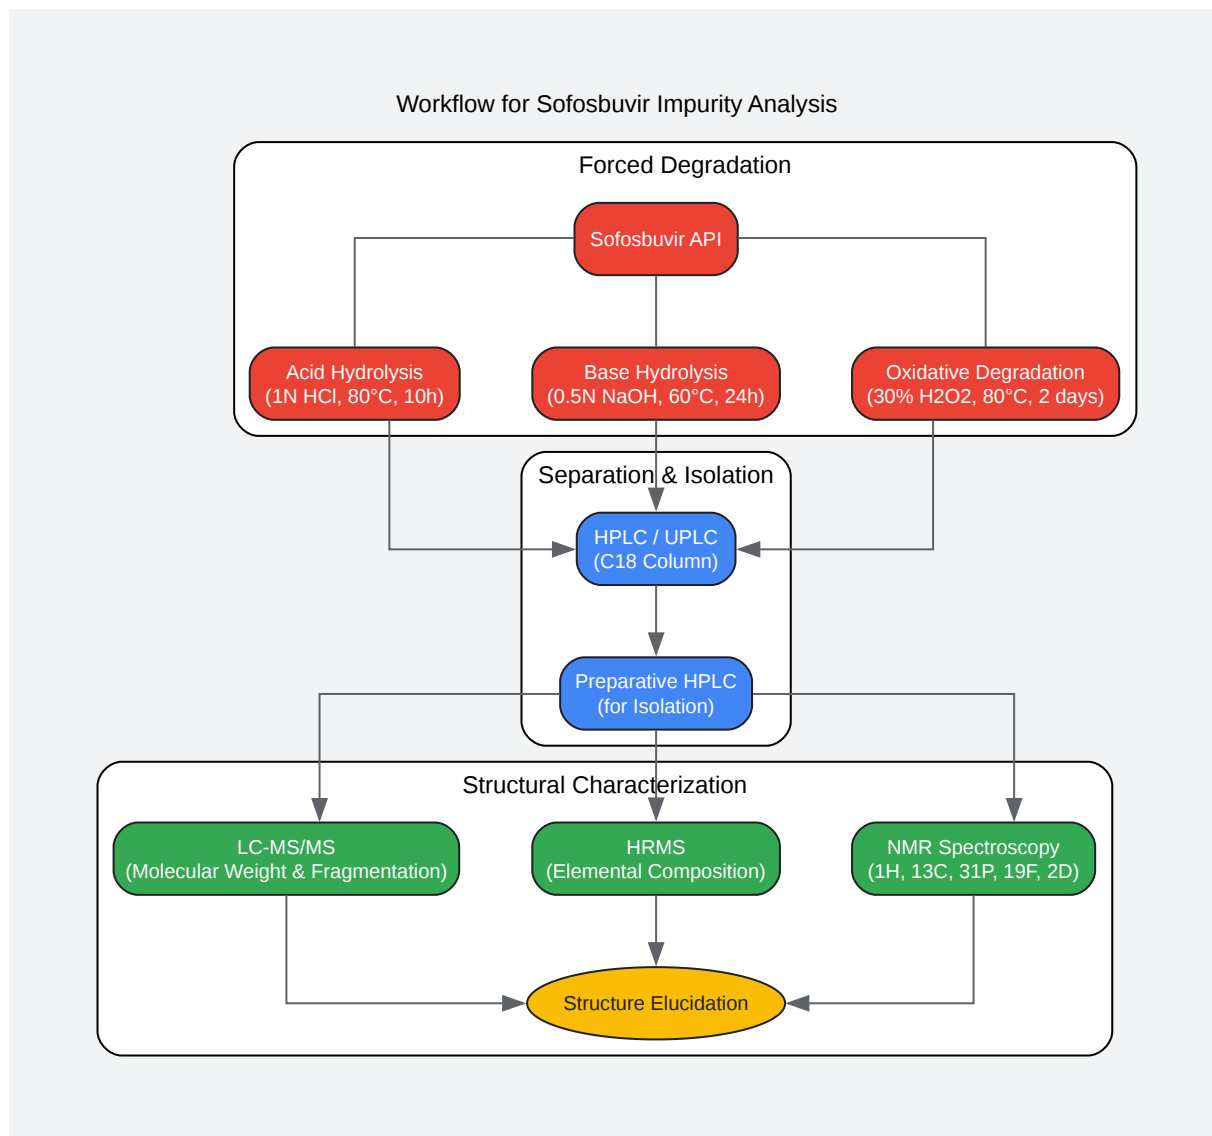 Workflow for Sofosbuvir Impurity Analysis
Forced Degradation
Sofosbuvir API
Acid Hydrolysis
(1N HCl, 80°C, 10h)
Base Hydrolysis
(0.5N NaOH, 60°C, 24h)
Oxidative Degradation
(30% H2O2, 80°C, 2 days)
Separation & Isolation
HPLC / UPLC
(C18 Column)
Preparative HPLC
(for Isolation)
Structural Characterization
LC-MS/MS
(Molecular Weight & Fragmentation)
HRMS
(Elemental Composition)
NMR Spectroscopy
(1H, 13C, 31P, 19F, 2D)
Structure Elucidation